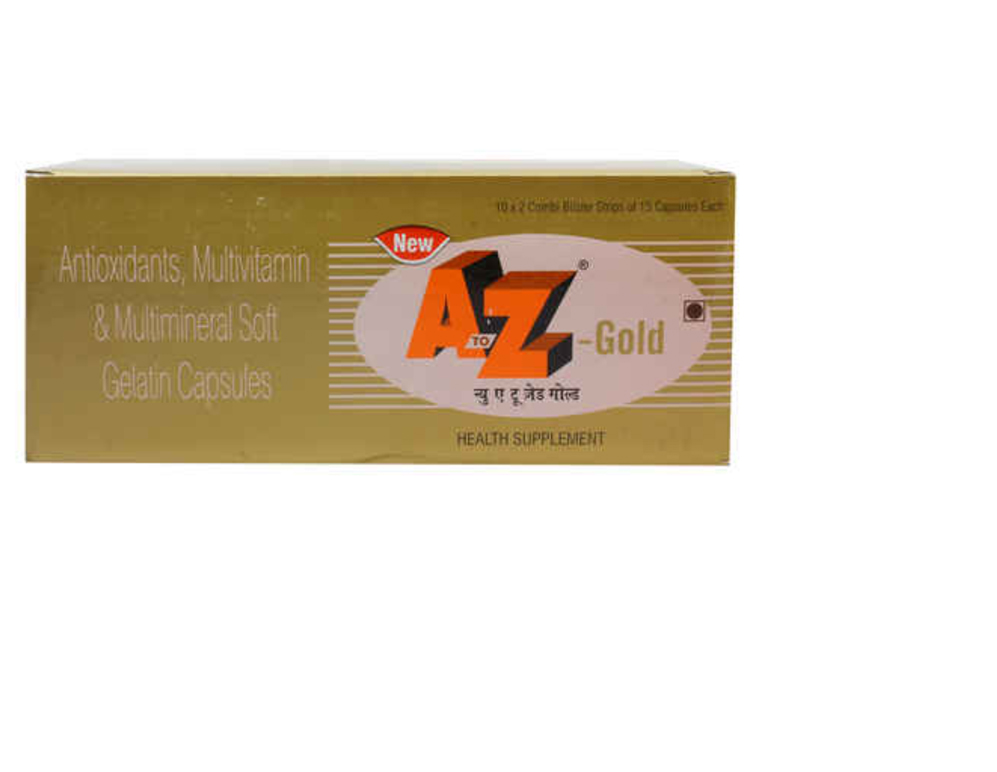 10 x 2 Combi Blister Strips of 15 Capsules Each
Antioxidants, Multivitamin
& Multimineral Soft
Gelatin Capsules
New
A TO Z® -Gold
न्यु ए टू ज़ेड गोल्ड
HEALTH SUPPLEMENT